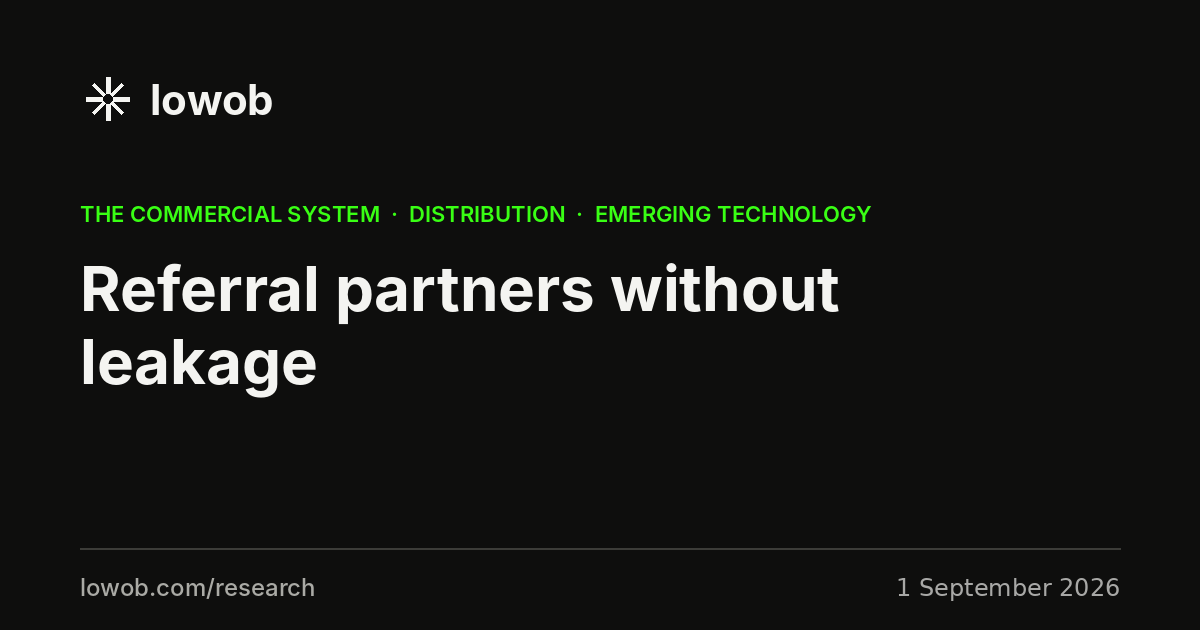 lowob
THE COMMERCIAL SYSTEM · DISTRIBUTION · EMERGING TECHNOLOGY
Referral partners without
leakage
lowob.com/research
1 September 2026